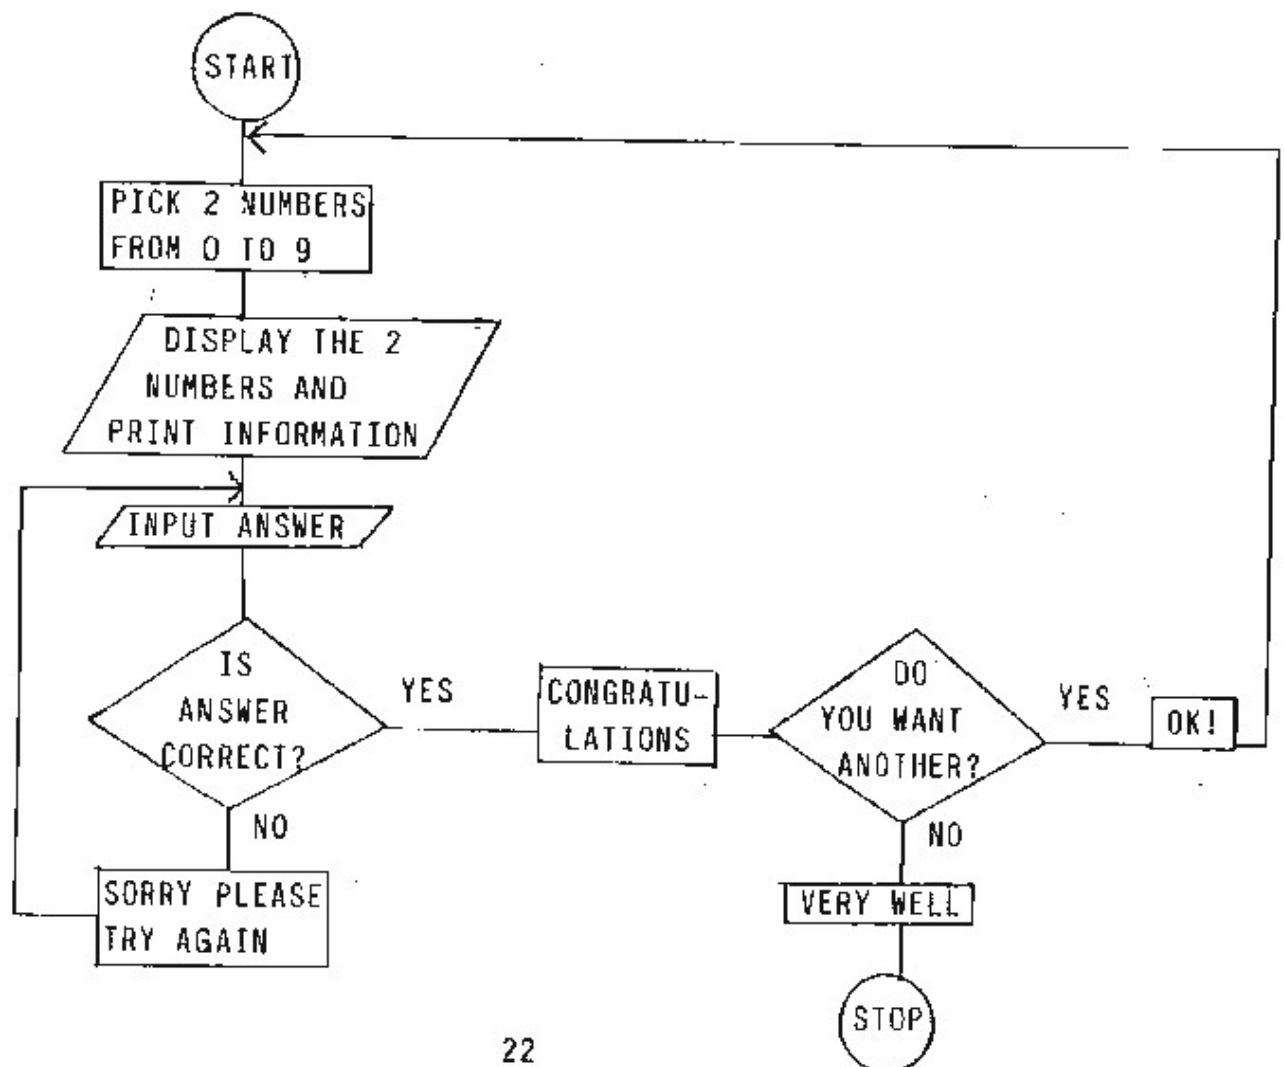 START
PICK 2 NUMBERS
FROM 0 TO 9
DISPLAY THE 2
NUMBERS AND
PRINT INFORMATION
INPUT ANSWER
IS
ANSWER
CORRECT?
YES
CONGRATU-
LATIONS
DO
YOU WANT
ANOTHER?
YES
OK!
NO
SORRY PLEASE
TRY AGAIN
NO
VERY WELL
STOP
22